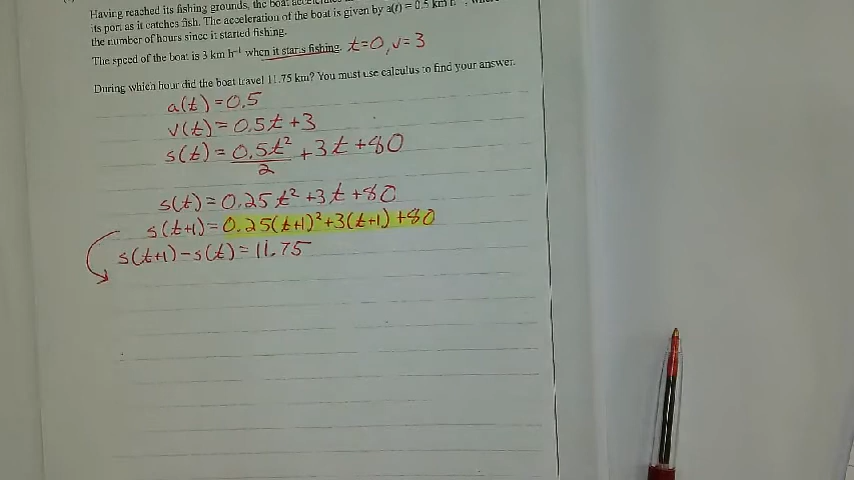 Having reached its fishing grounds, the boat
its port as it catches fish. The acceleration of the boat is given by a(t) = 0.5 km h
the number of hours since it started fishing.
The speed of the boat is 3 km h⁻¹ when it starts fishing. t=0, v=3
During which hour did the boat travel 11.75 km? You must use calculus to find your answer.
a(t)=0.5
v(t)=0.5t+3
s(t)=0.5t²/2+3t+80
s(t)=0.25t²+3t+80
s(t+1)=0.25(t+1)²+3(t+1)+80
s(t+1)-s(t)=11.75